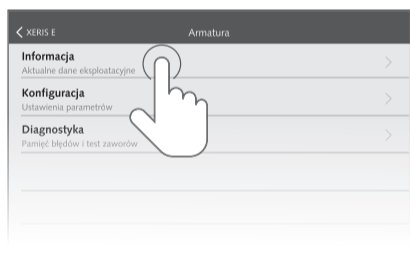 XERIS E Armatura
Informacja
Aktualne dane eksploatacyjne
Konfiguracja
Ustawienia parametrów
Diagnostyka
Pamięć błędów i test zaworów